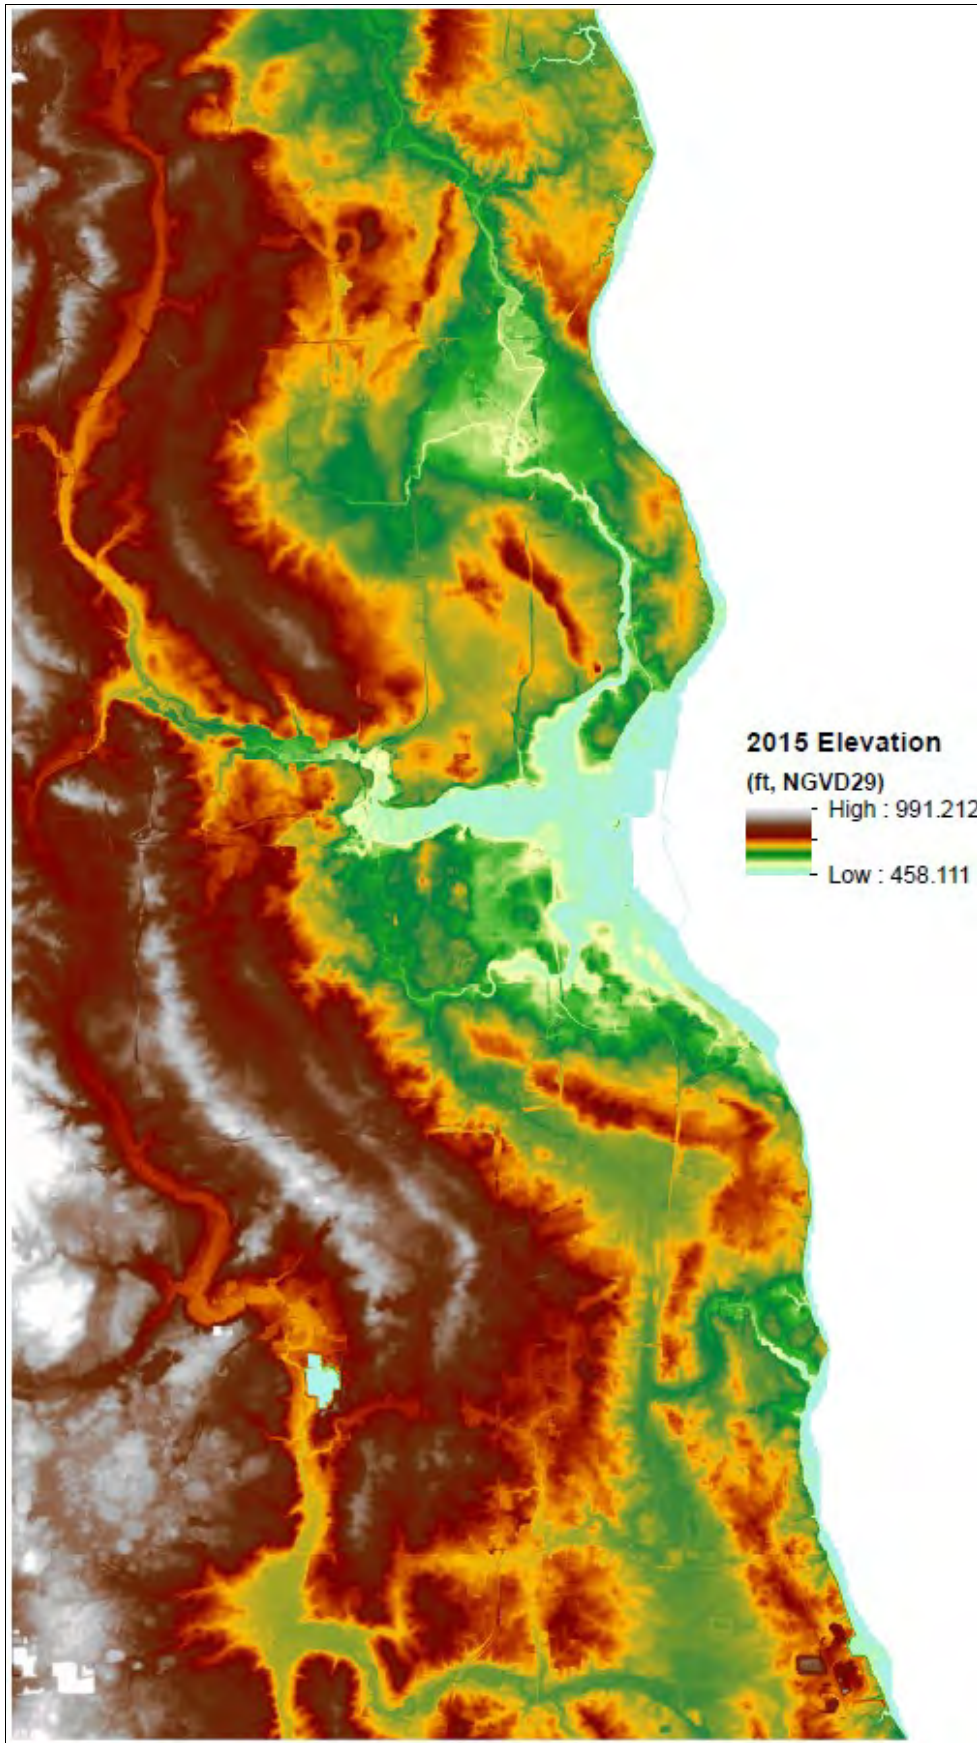 2015 Elevation
(ft, NGVD29)
High : 991.212
Low : 458.111